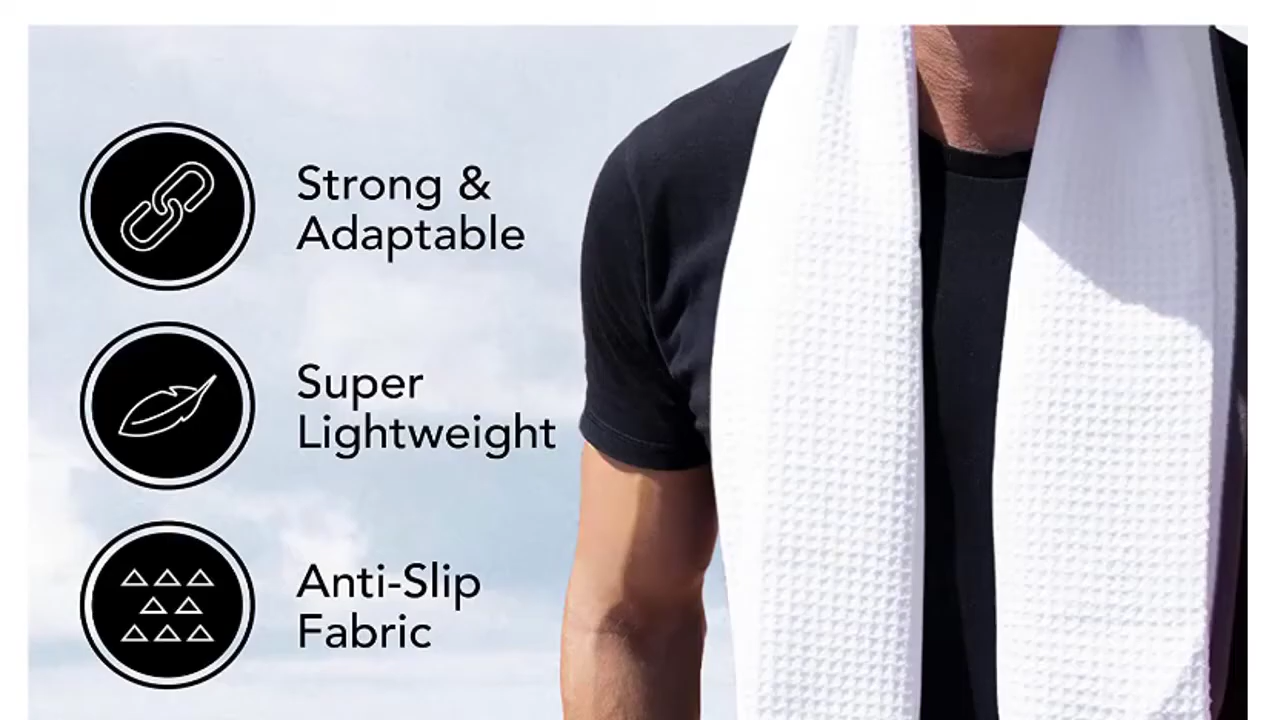 Strong &
Adaptable
Super
Lightweight
Anti-Slip
Fabric